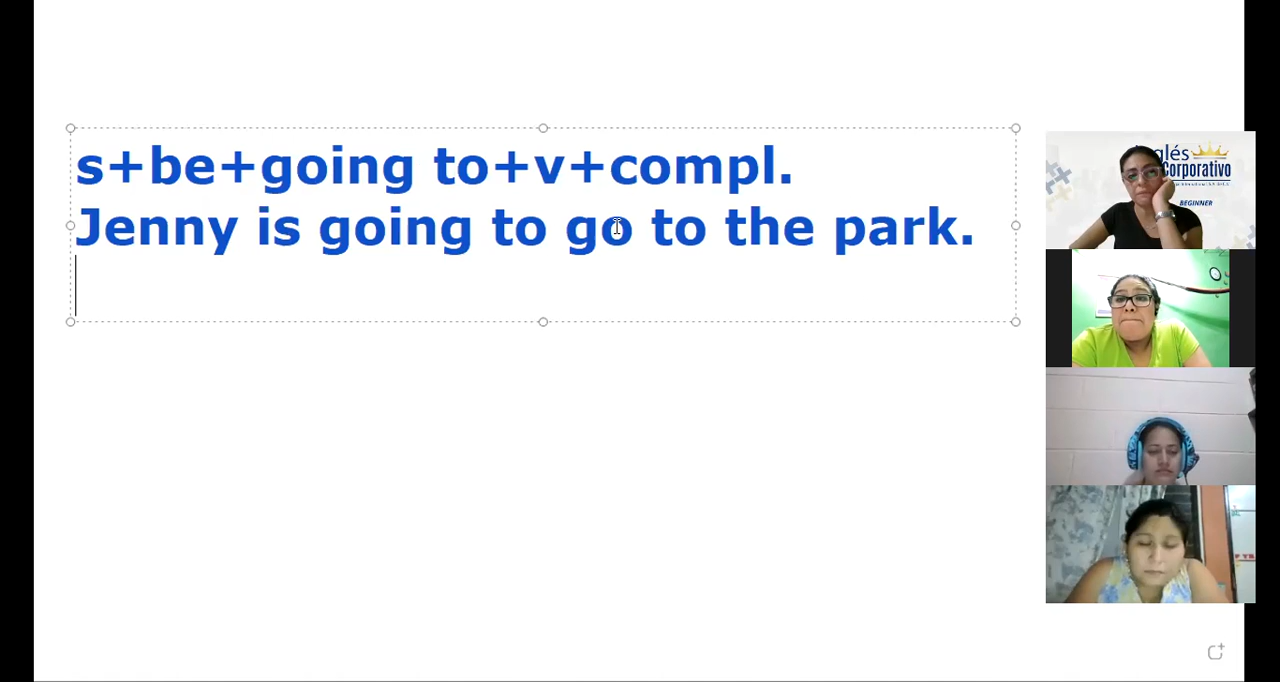 s+be+going to+v+compl.
Jenny is going to go to the park.
Inglés
Corporativo
BEGINNER